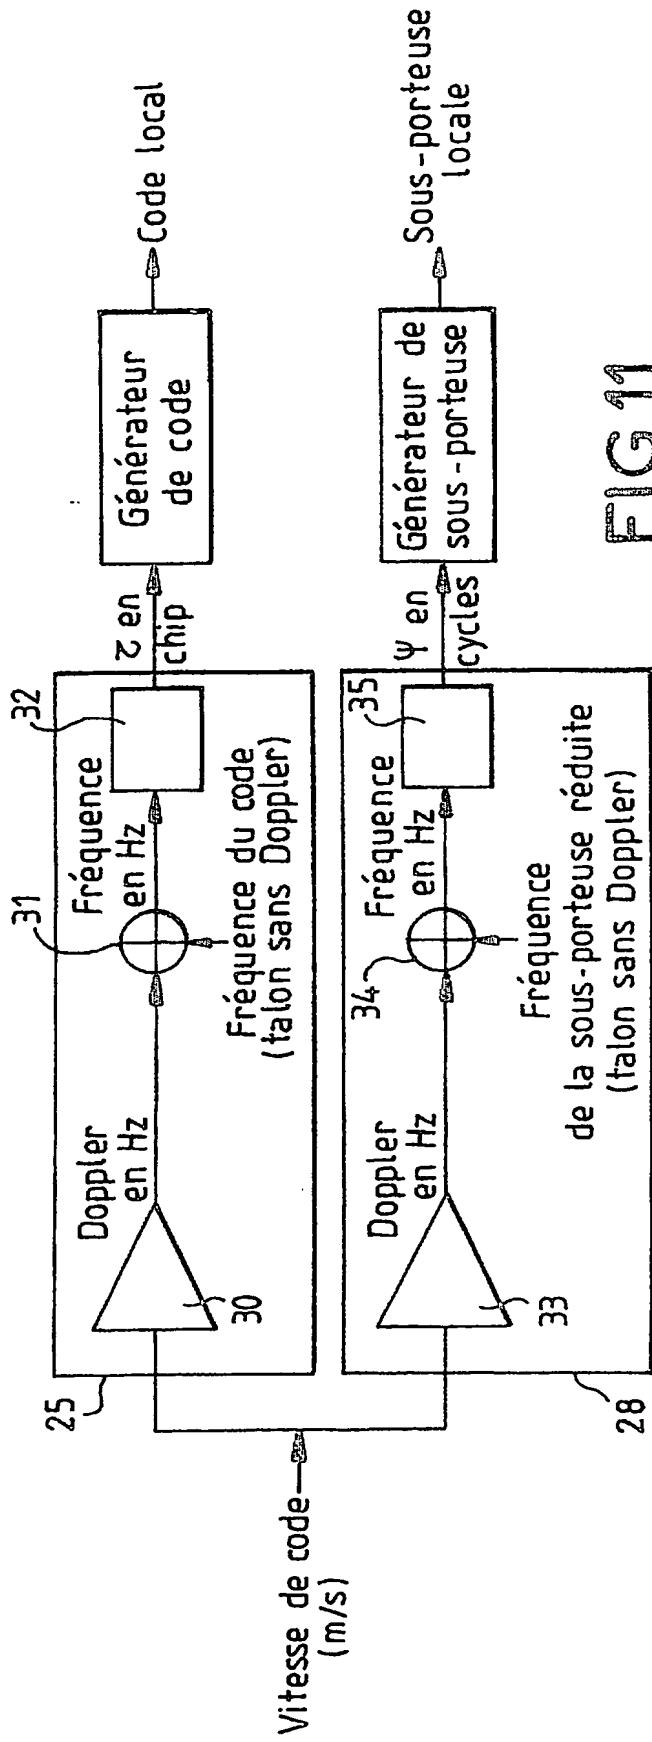 Vitesse de code
(m/s)
25
30
Doppler
en Hz
31
Fréquence
en Hz
Fréquence du code
(talon sans Doppler)
32
τ en
chip
Générateur
de code
Code local
28
33
Doppler
en Hz
34
Fréquence
en Hz
Fréquence
de la sous-porteuse réduite
(talon sans Doppler)
35
Ψ en
cycles
Générateur de
sous-porteuse
Sous-porteuse
locale
FIG 11